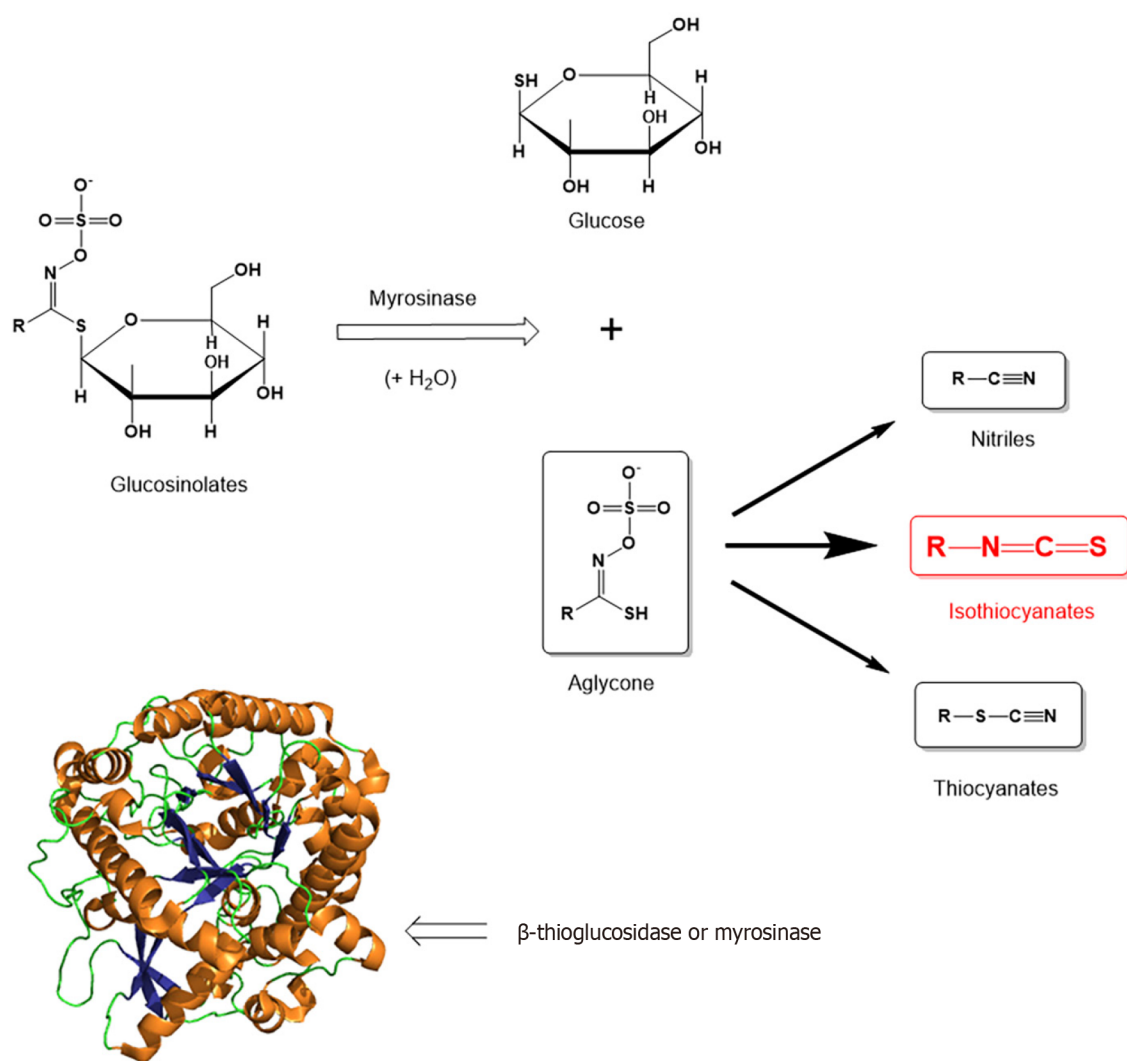 OH
SH
O
H
H
OH
H
H
OH
OH
H
Glucose
O-
O=S=O
O
N
OH
R
S
O
H
H
OH
H
OH
OH
H
Glucosinolates
Myrosinase
(+ H₂O)
+
O-
O=S=O
O
N
R
SH
Aglycone
R—C≡N
Nitriles
R—N=C=S
Isothiocyanates
R—S—C≡N
Thiocyanates
β-thioglucosidase or myrosinase